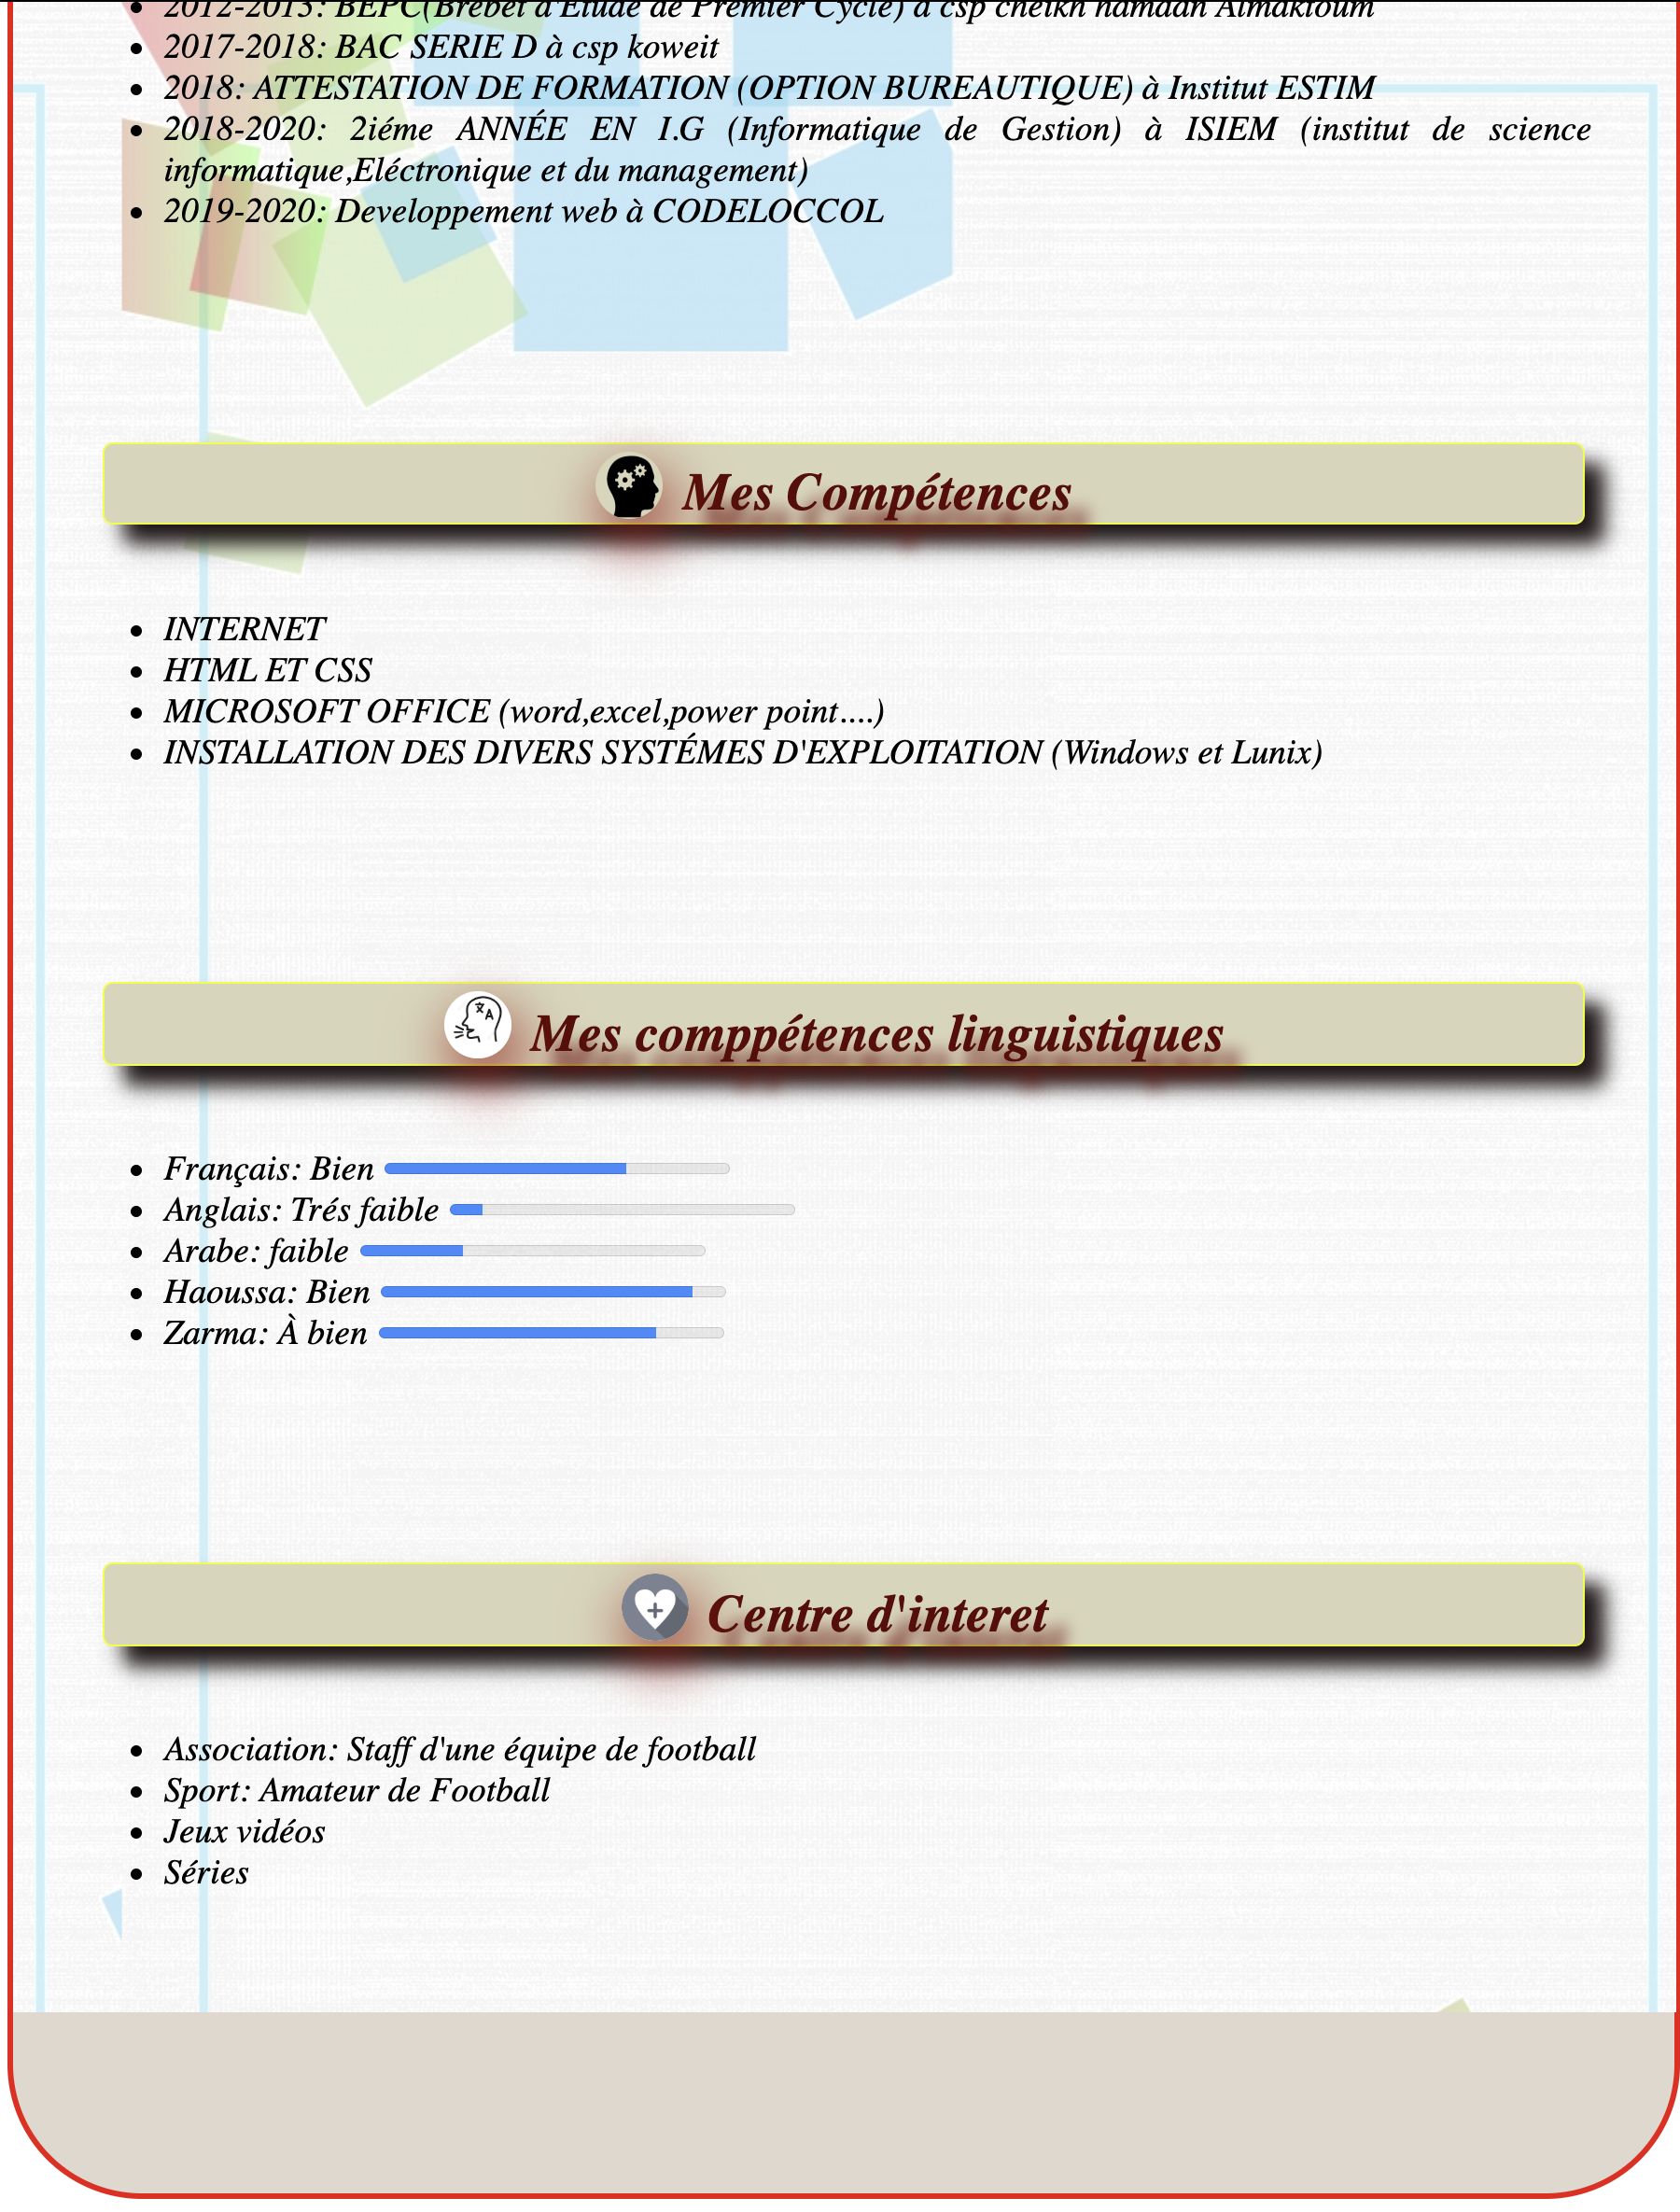 2012-2013: BEPC(Brebet d'Etude de Premier Cycle) à csp cheikh hamdan Almaktoum
2017-2018: BAC SERIE D à csp koweit
2018: ATTESTATION DE FORMATION (OPTION BUREAUTIQUE) à Institut ESTIM
2018-2020: 2iéme ANNÉE EN I.G (Informatique de Gestion) à ISIEM (institut de science
informatique,Eléctronique et du management)
2019-2020: Developpement web à CODELOCCOL
Mes Compétences
INTERNET
HTML ET CSS
MICROSOFT OFFICE (word,excel,power point....)
INSTALLATION DES DIVERS SYSTÉMES D'EXPLOITATION (Windows et Lunix)
Mes comppétences linguistiques
Français: Bien
Anglais: Trés faible
Arabe: faible
Haoussa: Bien
Zarma: À bien
Centre d'interet
Association: Staff d'une équipe de football
Sport: Amateur de Football
Jeux vidéos
Séries